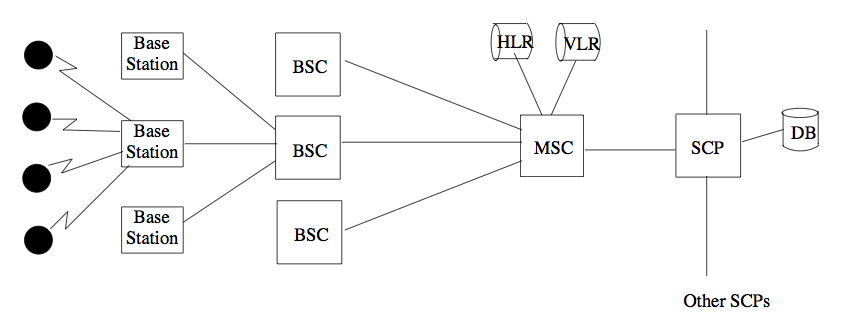 Base
Station
BSC
HLR
VLR
Base
Station
BSC
MSC
SCP
DB
Base
Station
BSC
Other SCPs